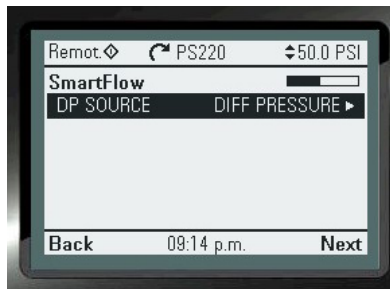 Remot. PS220 50.0 PSI
SmartFlow
DP SOURCE DIFF PRESSURE
Back 09:14 p.m. Next